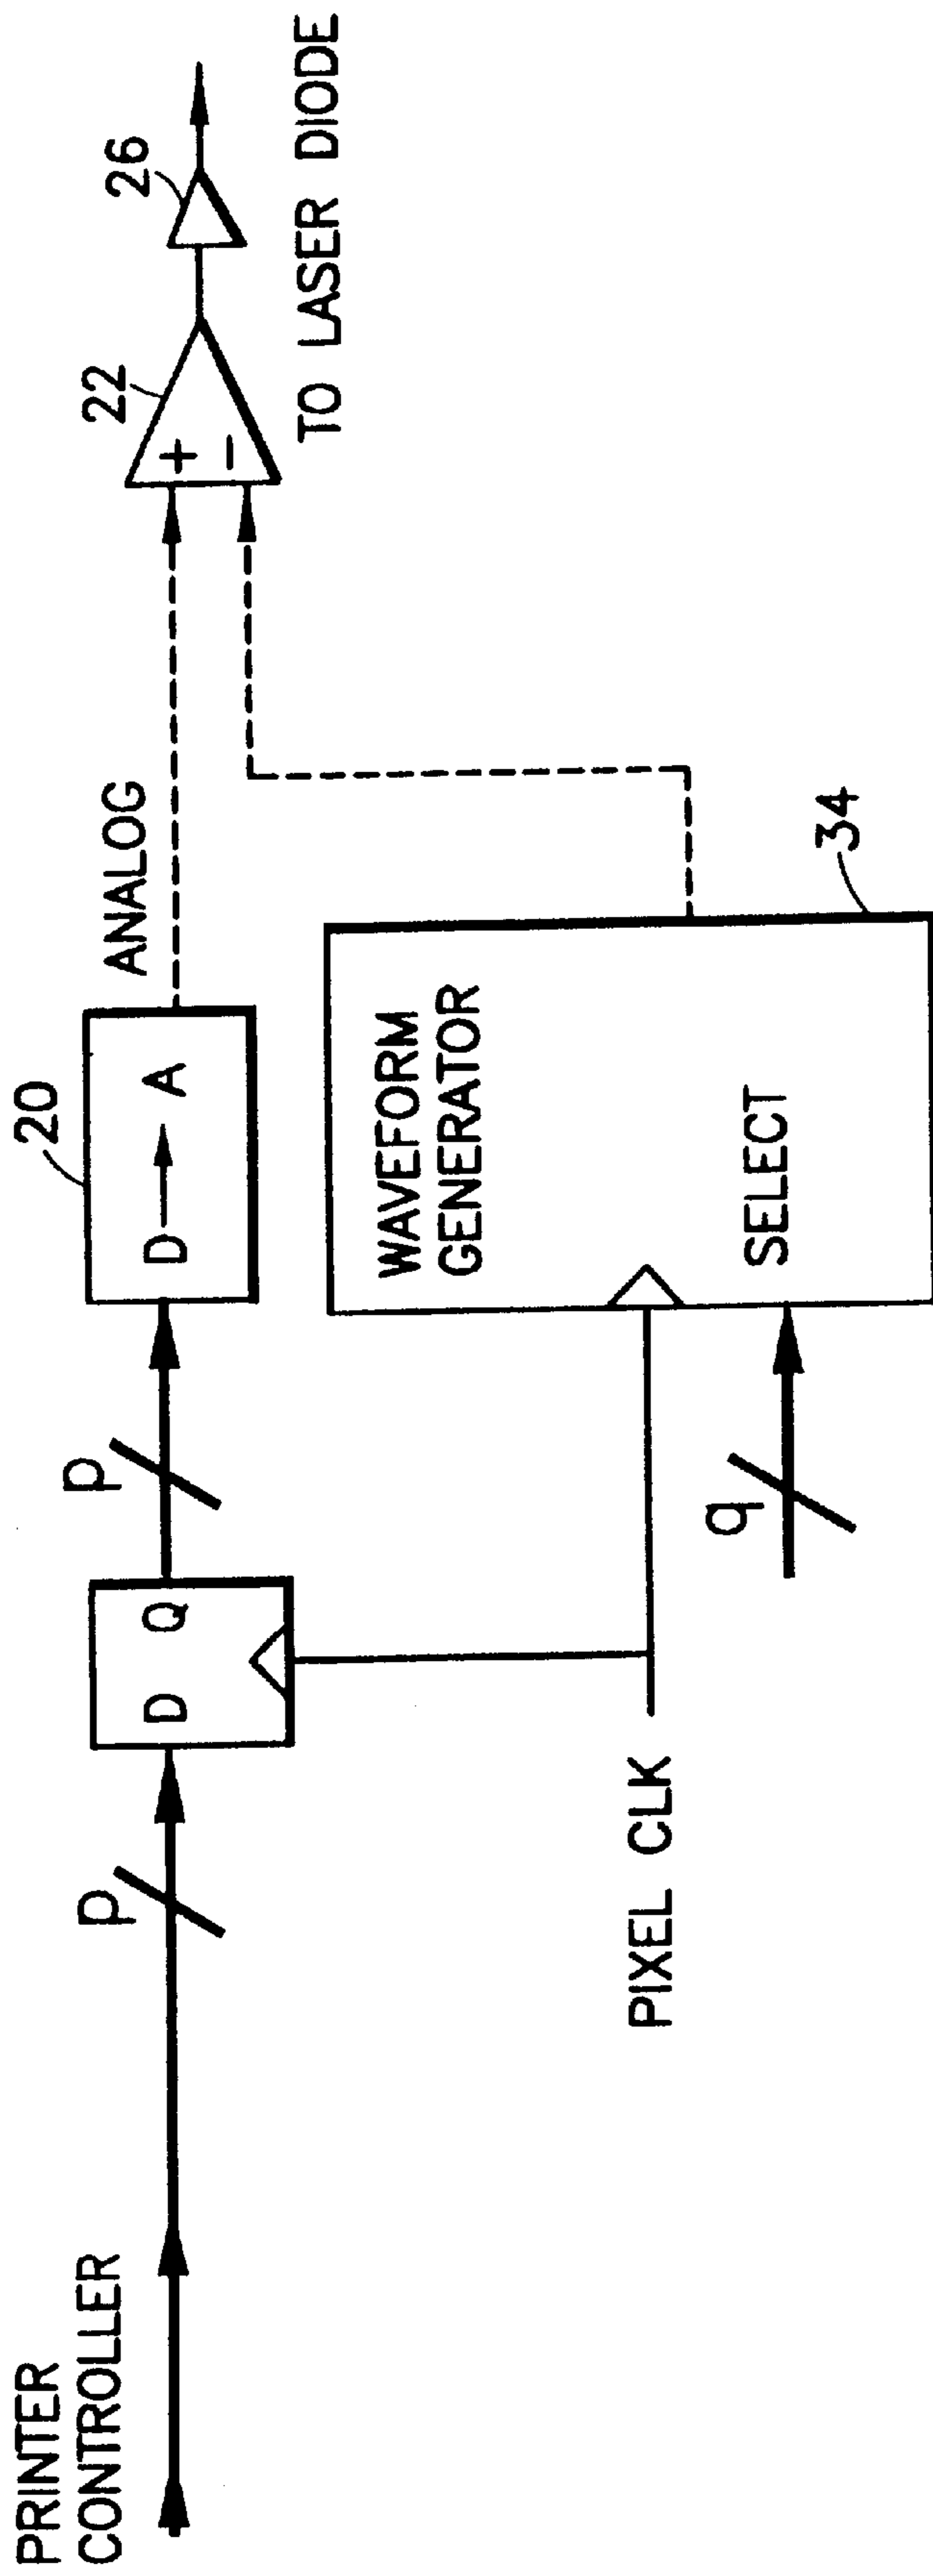 PRINTER
CONTROLLER
p
D Q
p
20
D A
ANALOG
22
+
−
26
TO LASER DIODE
PIXEL CLK
q
WAVEFORM
GENERATOR
SELECT
34